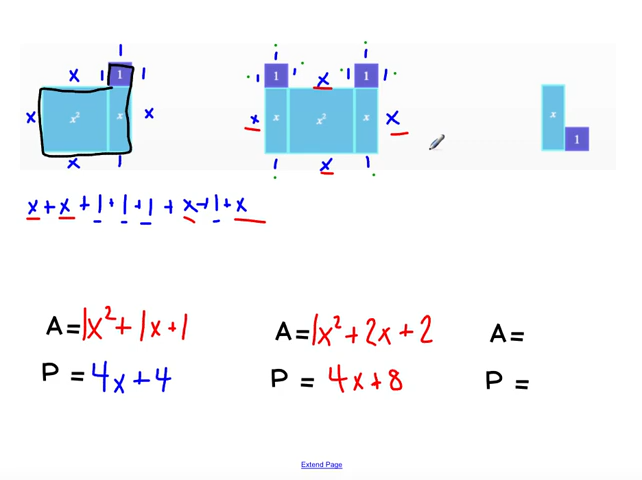 1
x 1 1
x x² x x
x 1
x + x + 1 + 1 + 1 + x + 1 + x
1 1
1 1 x 1 1
x x x² x x
1 x 1
x
1
A = 1x² + 1x + 1
P = 4x + 4
A = 1x² + 2x + 2
P = 4x + 8
A =
P =
Extend Page